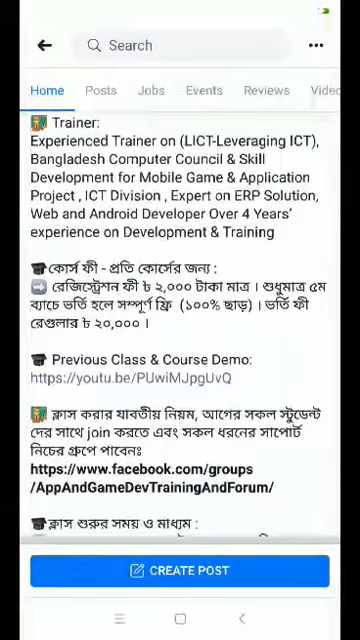 Search
Home Posts Jobs Events Reviews Video
Trainer:
Experienced Trainer on (LICT-Leveraging ICT),
Bangladesh Computer Council & Skill
Development for Mobile Game & Application
Project , ICT Division , Expert on ERP Solution,
Web and Android Developer Over 4 Years’
experience on Development & Training
কোর্স ফী - প্রতি কোর্সের জন্য :
রেজিস্ট্রেশন ফী ৳ ২,০০০ টাকা মাত্র । শুধুমাত্র ৫ম
ব্যাচে ভর্তি হলে সম্পূর্ণ ফ্রি (১০০% ছাড়) । ভর্তি ফী
রেগুলার ৳ ২০,০০০ ।
Previous Class & Course Demo:
https://youtu.be/PUwiMJpgUvQ
ক্লাস করার যাবতীয় নিয়ম, আগের সকল স্টুডেন্ট
দের সাথে join করতে এবং সকল ধরনের সাপোর্ট
নিচের গ্রুপে পাবেনঃ
https://www.facebook.com/groups
/AppAndGameDevTrainingAndForum/
ক্লাস শুরুর সময় ও মাধ্যম :
CREATE POST